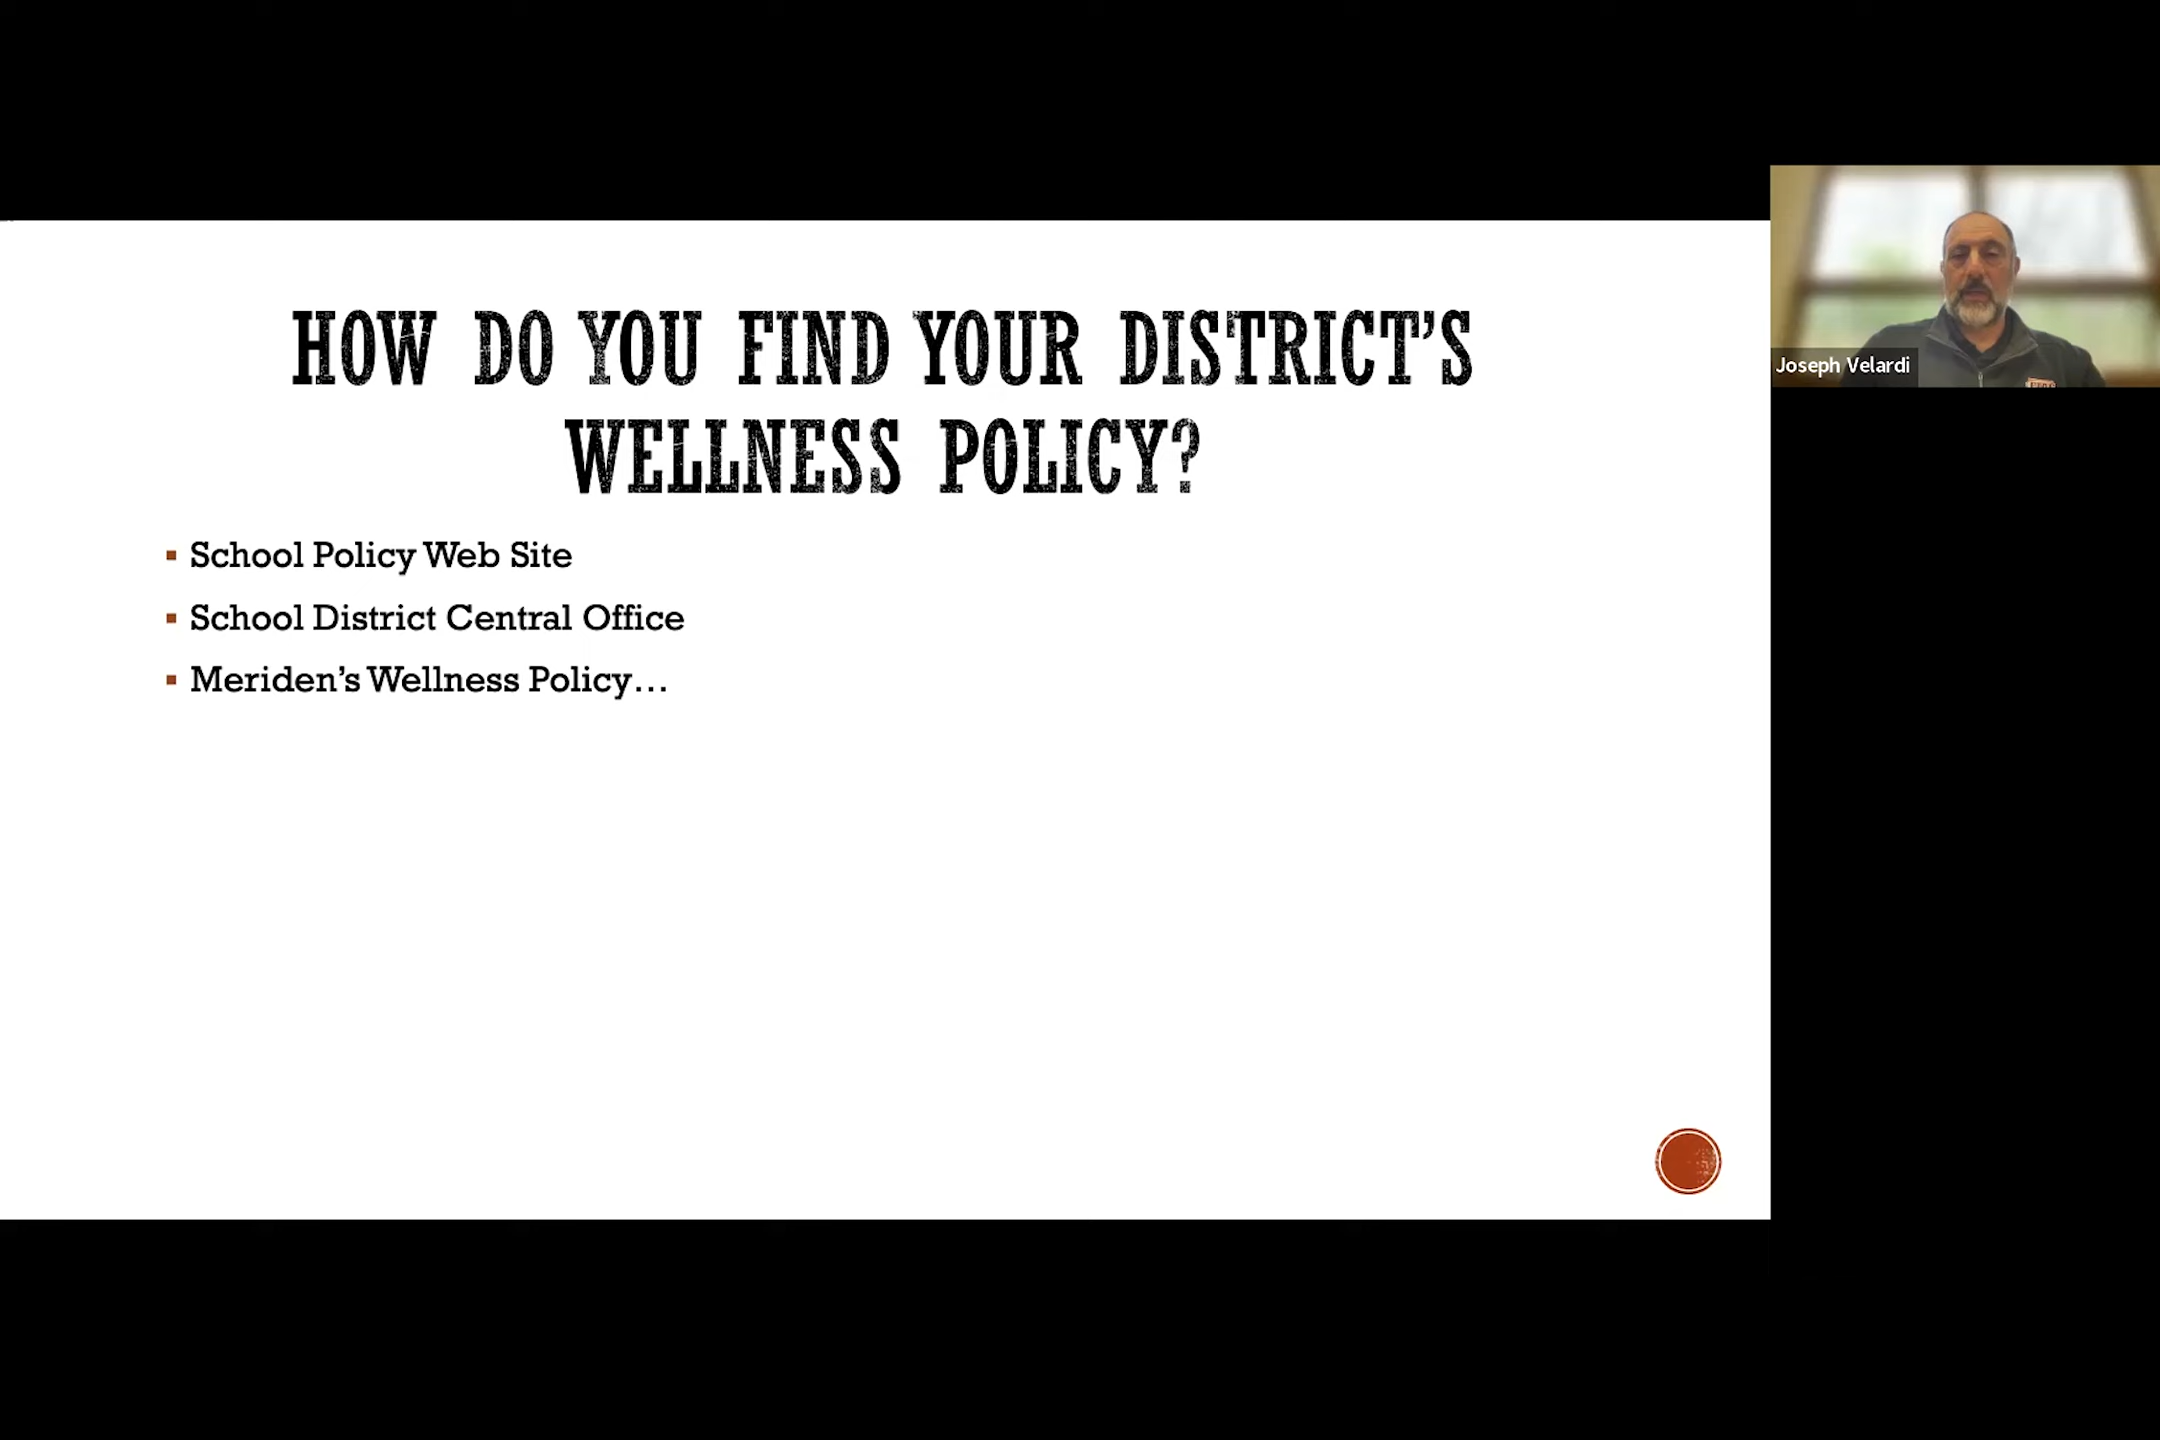 HOW DO YOU FIND YOUR DISTRICT'S
WELLNESS POLICY?
School Policy Web Site
School District Central Office
Meriden's Wellness Policy...
Joseph Velardi